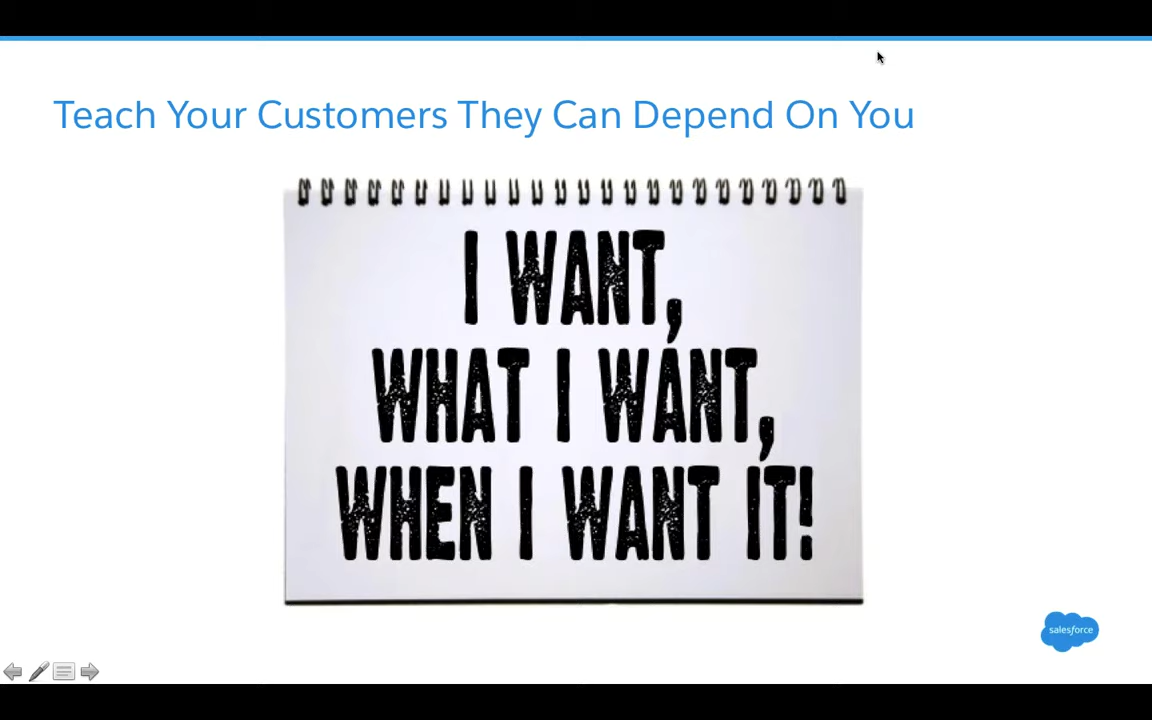 Teach Your Customers They Can Depend On You
I WANT,
WHAT I WANT,
WHEN I WANT IT!
salesforce